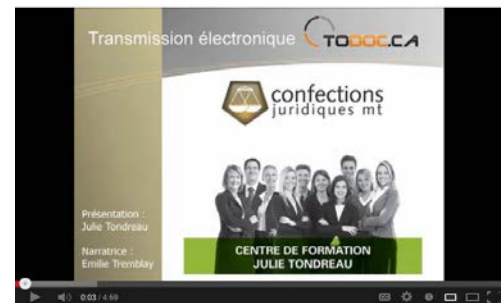 Transmission électronique
TODOC.CA
confections
juridiques mt
Présentation :
Julie Tondreau
Narratrice :
Emilie Tremblay
CENTRE DE FORMATION
JULIE TONDREAU
0:03 / 4:59